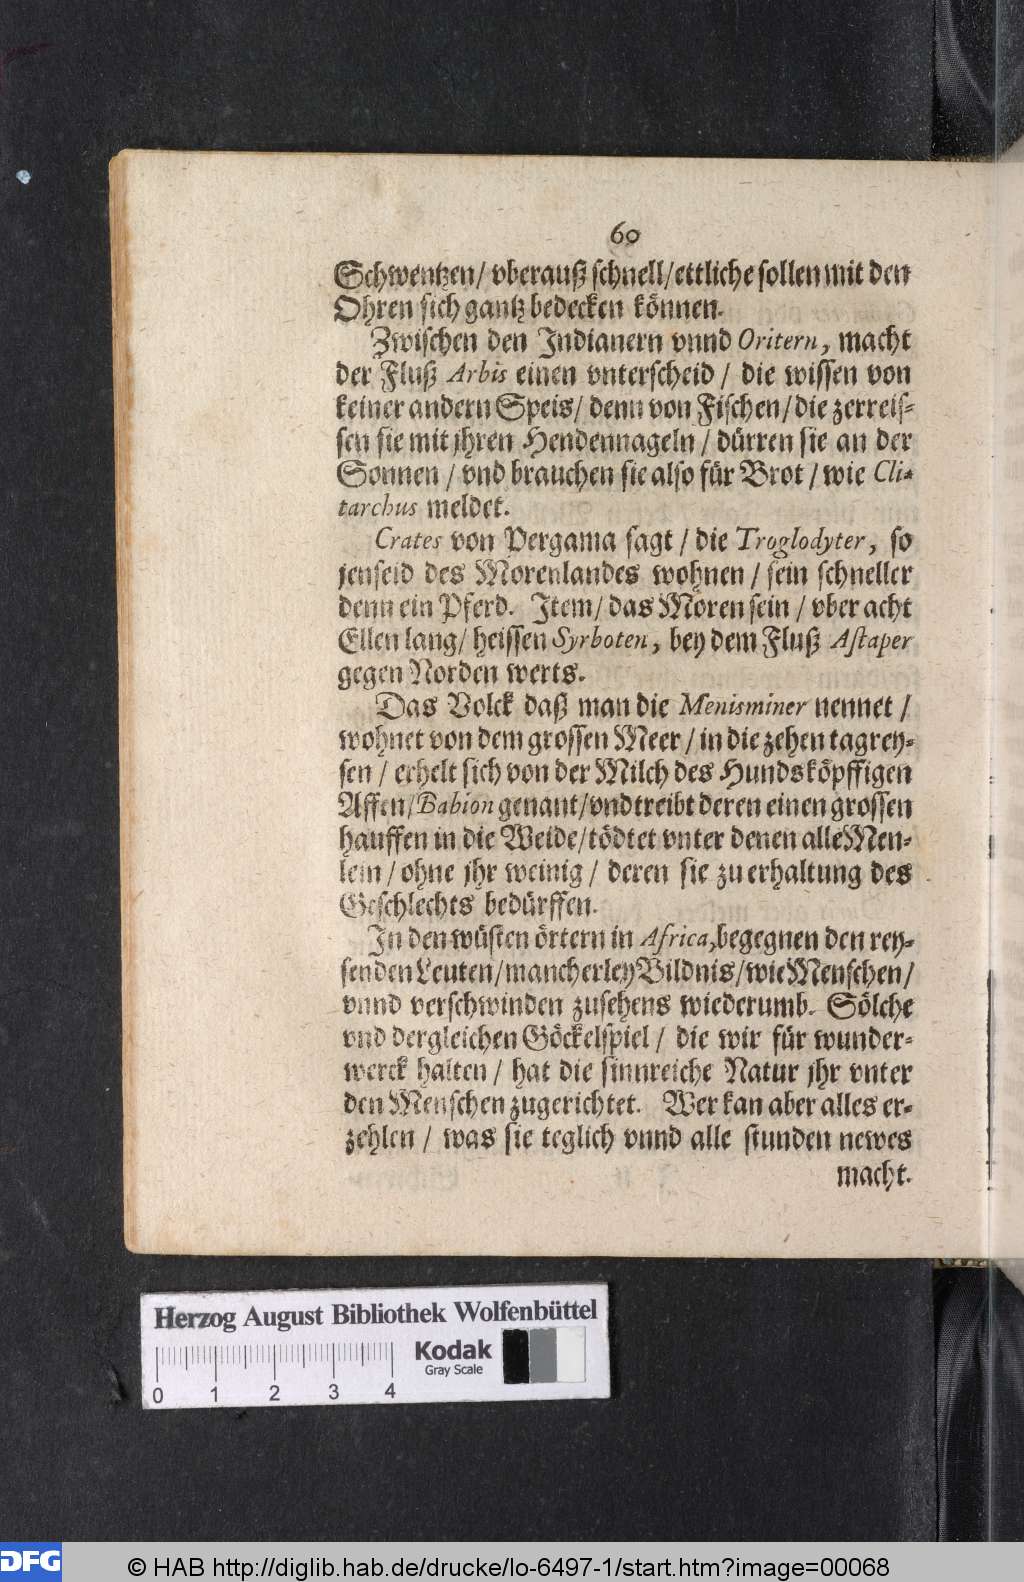 60
Schwentzen/ vberauß schnell/ ettliche sollen mit den
Ohren sich gantz bedecken können.
Zwischen den Indianern vnnd Oritern, macht
der Fluß Arbis einen vnterscheid / die wissen von
keiner andern Speis/ denn von Fischen/ die zerreis-
sen sie mit jhren Hendennageln / dürren sie an der
Sonnen / vnd brauchen sie also für Brot / wie Cli-
tarchus meldet.
Crates von Pergama sagt / die Troglodyter, so
jenseid des Morenlandes wohnen / sein schneller
denn ein Pferd. Item/ das Moren sein / vber acht
Ellen lang/ heissen Syrboten, bey dem Fluß Astaper
gegen Norden werts.
Das Volck daß man die Menisminer nennet /
wohnet von dem grossen Meer / in die zehen tagrey-
sen / erhelt sich von der Milch des Hundsköpffigen
Affen/ Babion genant/ vnd treibt deren einen grossen
hauffen in die Weide/ tödtet vnter denen alle Men-
lein / ohne jhr weinig / deren sie zu erhaltung des
Geschlechts bedürffen.
In den wüsten örtern in Africa, begegnen den rey-
senden Leuten/ mancherley Bildnis/ wie Menschen/
vnnd verschwinden zusehens wiederumb. Sölche
vnd dergleichen Göckelspiel / die wir für wunder-
werck halten / hat die sinnreiche Natur jhr vnter
den Menschen zugerichtet. Wer kan aber alles er-
zehlen / was sie teglich vnnd alle stunden newes
macht.
Herzog August Bibliothek Wolfenbüttel
Kodak
Gray Scale
0 1 2 3 4
DFG
© HAB http://diglib.hab.de/drucke/lo-6497-1/start.htm?image=00068